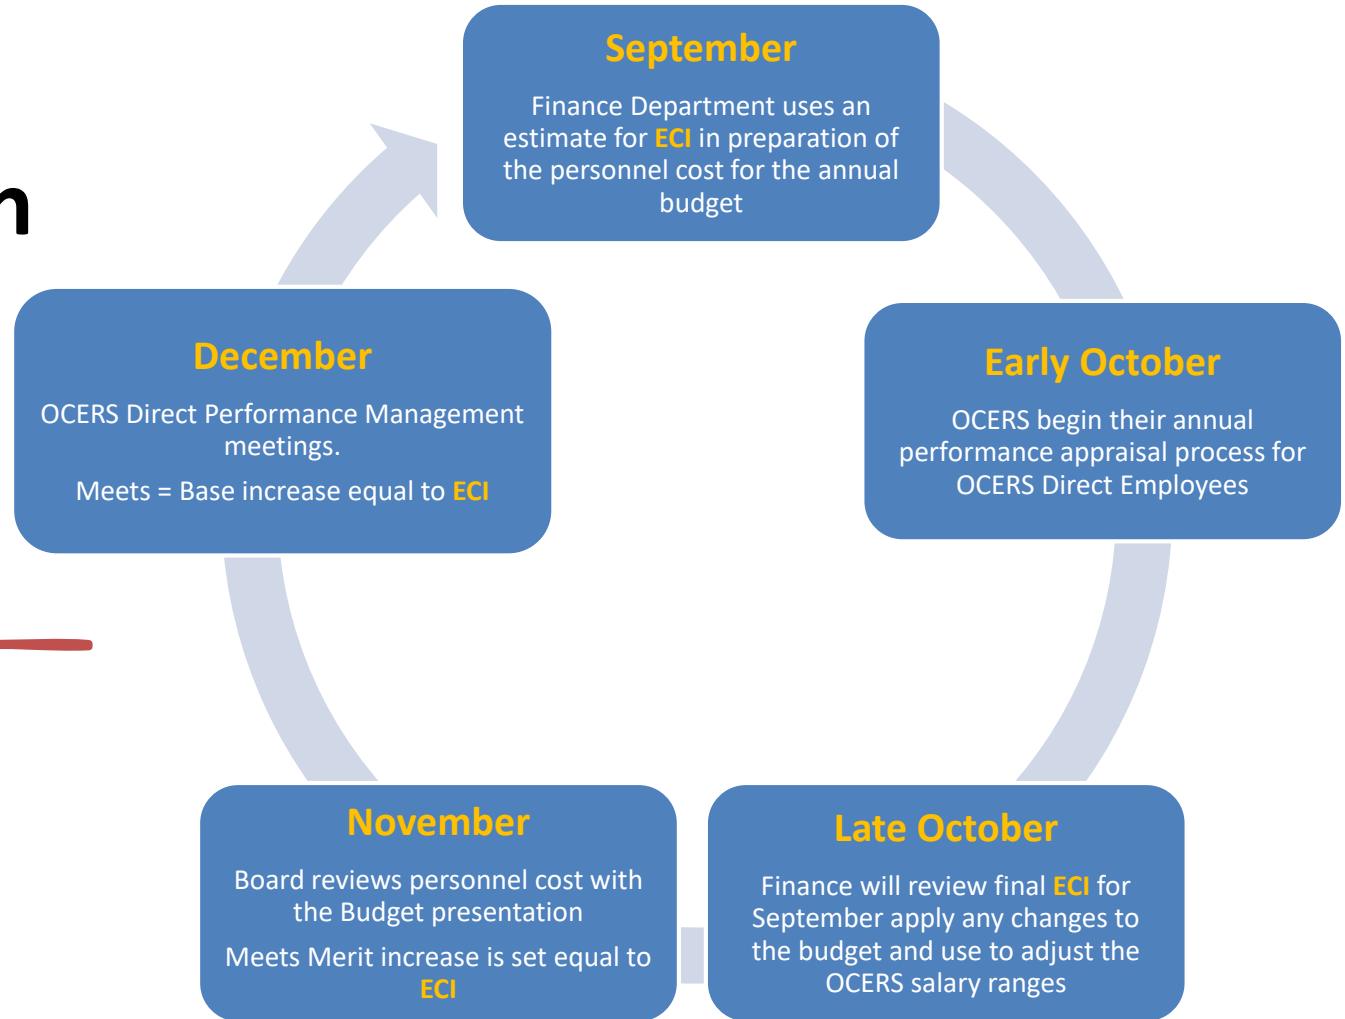 September
Finance Department uses an
estimate for ECI in preparation of
the personnel cost for the annual
budget
Early October
OCERS begin their annual
performance appraisal process for
OCERS Direct Employees
Late October
Finance will review final ECI for
September apply any changes to
the budget and use to adjust the
OCERS salary ranges
November
Board reviews personnel cost with
the Budget presentation
Meets Merit increase is set equal to
ECI
December
OCERS Direct Performance Management
meetings.
Meets = Base increase equal to ECI